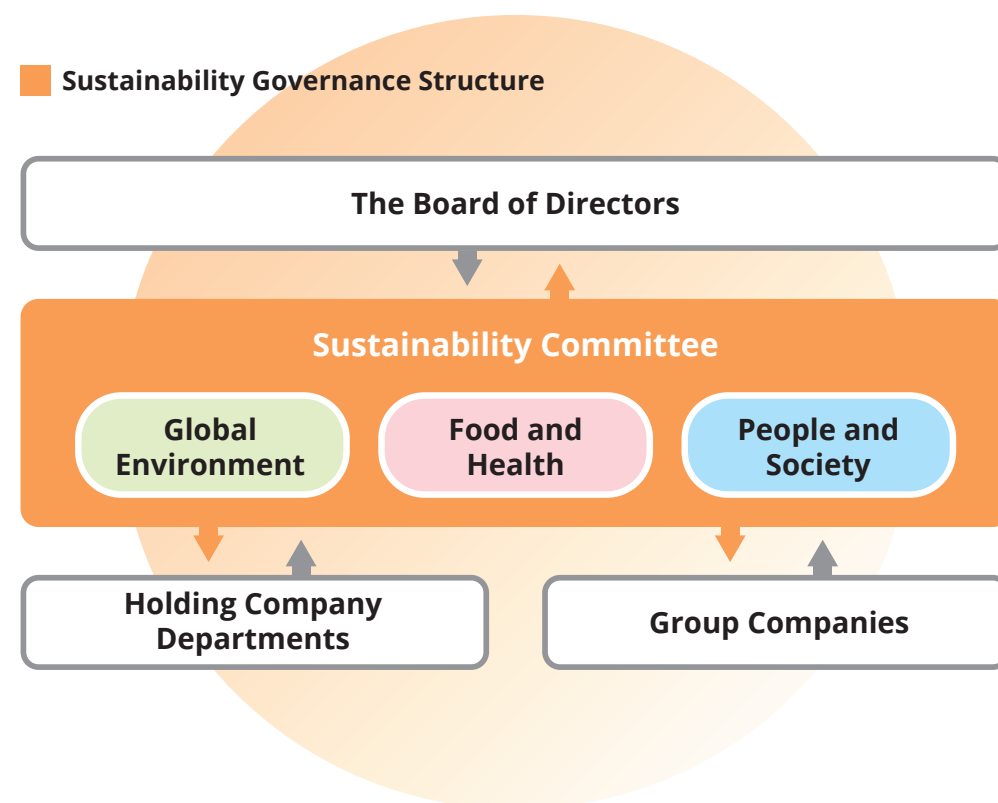 Sustainability Governance Structure
The Board of Directors
Sustainability Committee
Global
Environment
Food and
Health
People and
Society
Holding Company
Departments
Group Companies